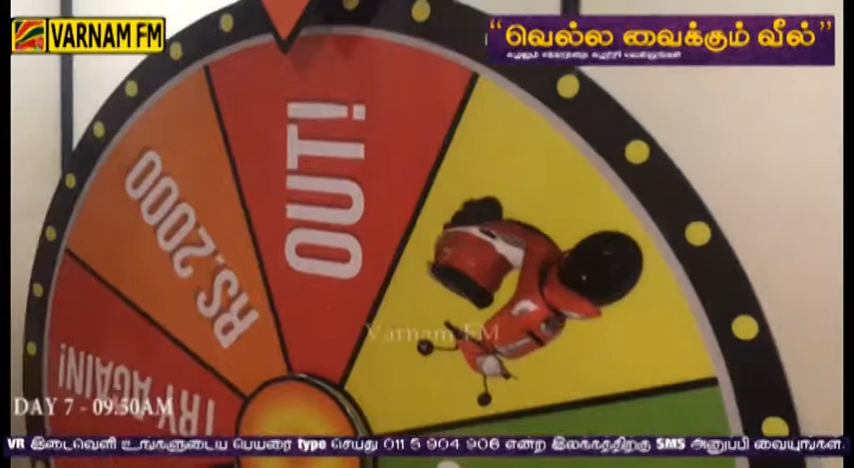 VARNAM FM
“வெல்ல வைக்கும் வீல்”
OUT!
RS.2000
TRY AGAIN!
Varnam FM
DAY 7 - 09.50AM
VR இடைவெளி உங்களுடைய பெயரை type செய்து 011 5 904 906 என்ற இலக்கத்திற்கு SMS அனுப்பி வையுங்கள்.